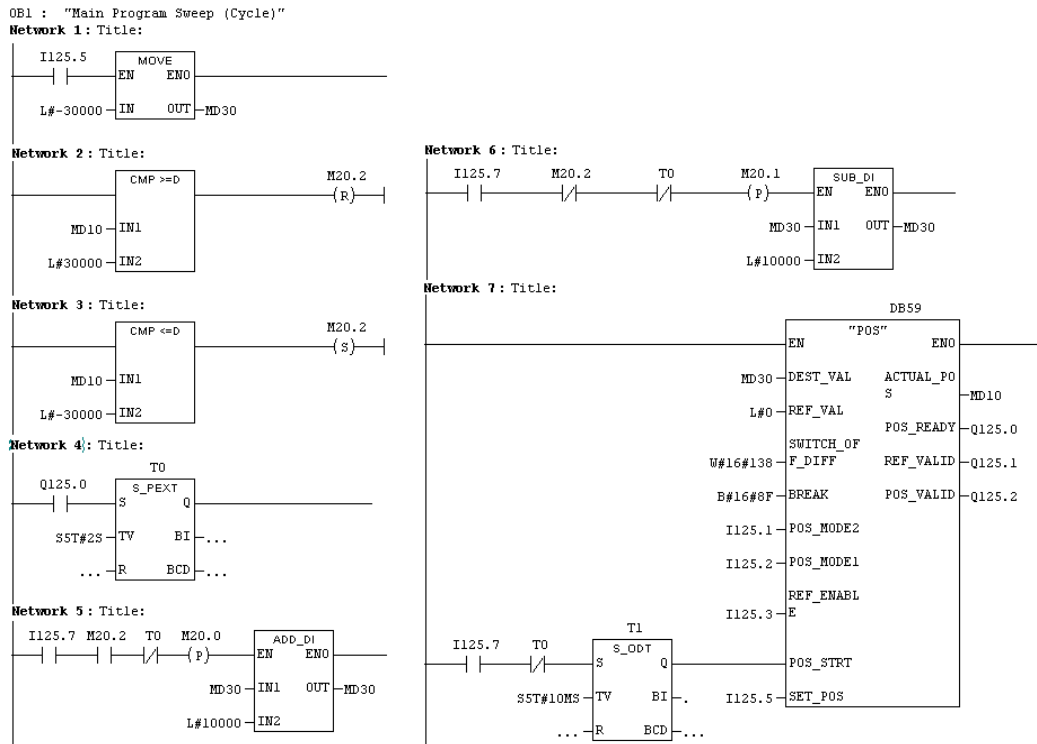 OB1 : "Main Program Sweep (Cycle)"
Network 1: Title:
I125.5
MOVE
EN ENO
L#-30000 IN OUT MD30
Network 2: Title:
CMP >=D
M20.2
(R)
MD10 IN1
L#30000 IN2
Network 3: Title:
CMP <=D
M20.2
(S)
MD10 IN1
L#-30000 IN2
Network 4: Title:
T0
Q125.0
S_PEXT
S Q
S5T#2S TV BI ...
... R BCD ...
Network 5: Title:
I125.7 M20.2 T0 M20.0
(P)
ADD_DI
EN ENO
MD30 IN1 OUT MD30
L#10000 IN2
Network 6: Title:
I125.7 M20.2 T0 M20.1
(P)
SUB_DI
EN ENO
MD30 IN1 OUT MD30
L#10000 IN2
Network 7: Title:
DB59
"POS"
EN ENO
MD30 DEST_VAL ACTUAL_PO
S MD10
L#0 REF_VAL
POS_READY Q125.0
SWITCH_OF
W#16#138 F_DIFF REF_VALID Q125.1
B#16#8F BREAK POS_VALID Q125.2
I125.1 POS_MODE2
I125.2 POS_MODE1
REF_ENABL
I125.3 E
T1
I125.7 T0
S_ODT
S Q POS_STRT
S5T#10MS TV BI .
I125.5 SET_POS
... R BCD ...